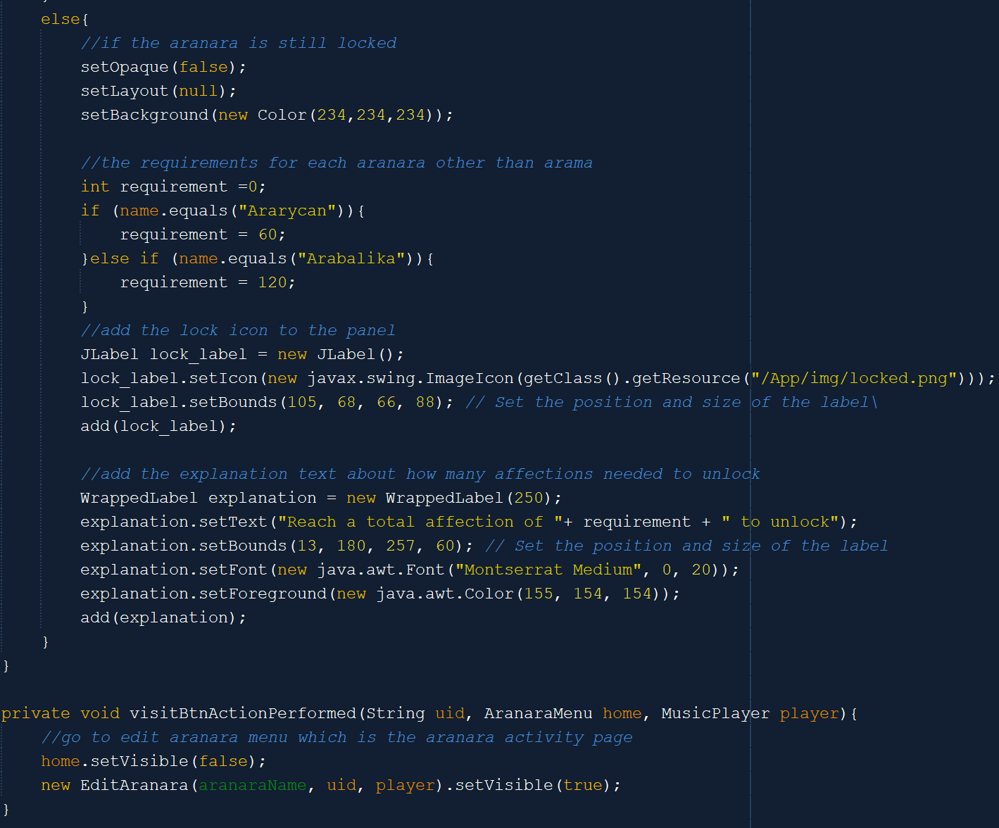 else{
//if the aranara is still locked
setOpaque(false);
setLayout(null);
setBackground(new Color(234,234,234));
//the requirements for each aranara other than arama
int requirement =0;
if (name.equals("Ararycan")){
requirement = 60;
}else if (name.equals("Arabalika")){
requirement = 120;
}
//add the lock icon to the panel
JLabel lock_label = new JLabel();
lock_label.setIcon(new javax.swing.ImageIcon(getClass().getResource("/App/img/locked.png")));
lock_label.setBounds(105, 68, 66, 88); // Set the position and size of the label\
add(lock_label);
//add the explanation text about how many affections needed to unlock
WrappedLabel explanation = new WrappedLabel(250);
explanation.setText("Reach a total affection of "+ requirement + " to unlock");
explanation.setBounds(13, 180, 257, 60); // Set the position and size of the label
explanation.setFont(new java.awt.Font("Montserrat Medium", 0, 20));
explanation.setForeground(new java.awt.Color(155, 154, 154));
add(explanation);
}
}
private void visitBtnActionPerformed(String uid, AranaraMenu home, MusicPlayer player){
//go to edit aranara menu which is the aranara activity page
home.setVisible(false);
new EditAranara(aranaraName, uid, player).setVisible(true);
}